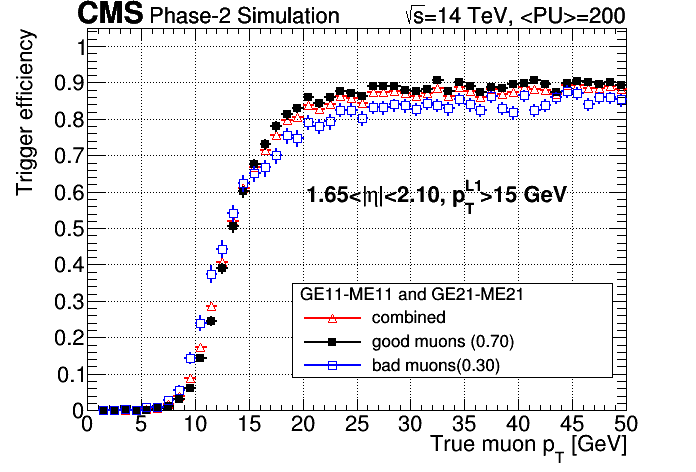 CMS Phase-2 Simulation
√s=14 TeV, <PU>=200
Trigger efficiency
1
0.9
0.8
0.7
0.6
0.5
0.4
0.3
0.2
0.1
0
1.65<|η|<2.10, p_T^L1>15 GeV
GE11-ME11 and GE21-ME21
combined
good muons (0.70)
bad muons(0.30)
0 5 10 15 20 25 30 35 40 45 50
True muon p_T [GeV]